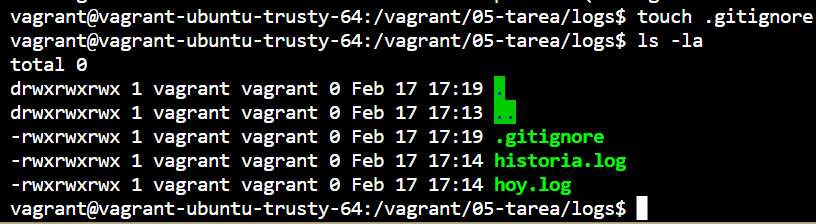 vagrant@vagrant-ubuntu-trusty-64:/vagrant/05-tarea/logs$ touch .gitignore
vagrant@vagrant-ubuntu-trusty-64:/vagrant/05-tarea/logs$ ls -la
total 0
drwxrwxrwx 1 vagrant vagrant 0 Feb 17 17:19 .
drwxrwxrwx 1 vagrant vagrant 0 Feb 17 17:13 ..
-rwxrwxrwx 1 vagrant vagrant 0 Feb 17 17:19 .gitignore
-rwxrwxrwx 1 vagrant vagrant 0 Feb 17 17:14 historia.log
-rwxrwxrwx 1 vagrant vagrant 0 Feb 17 17:14 hoy.log
vagrant@vagrant-ubuntu-trusty-64:/vagrant/05-tarea/logs$